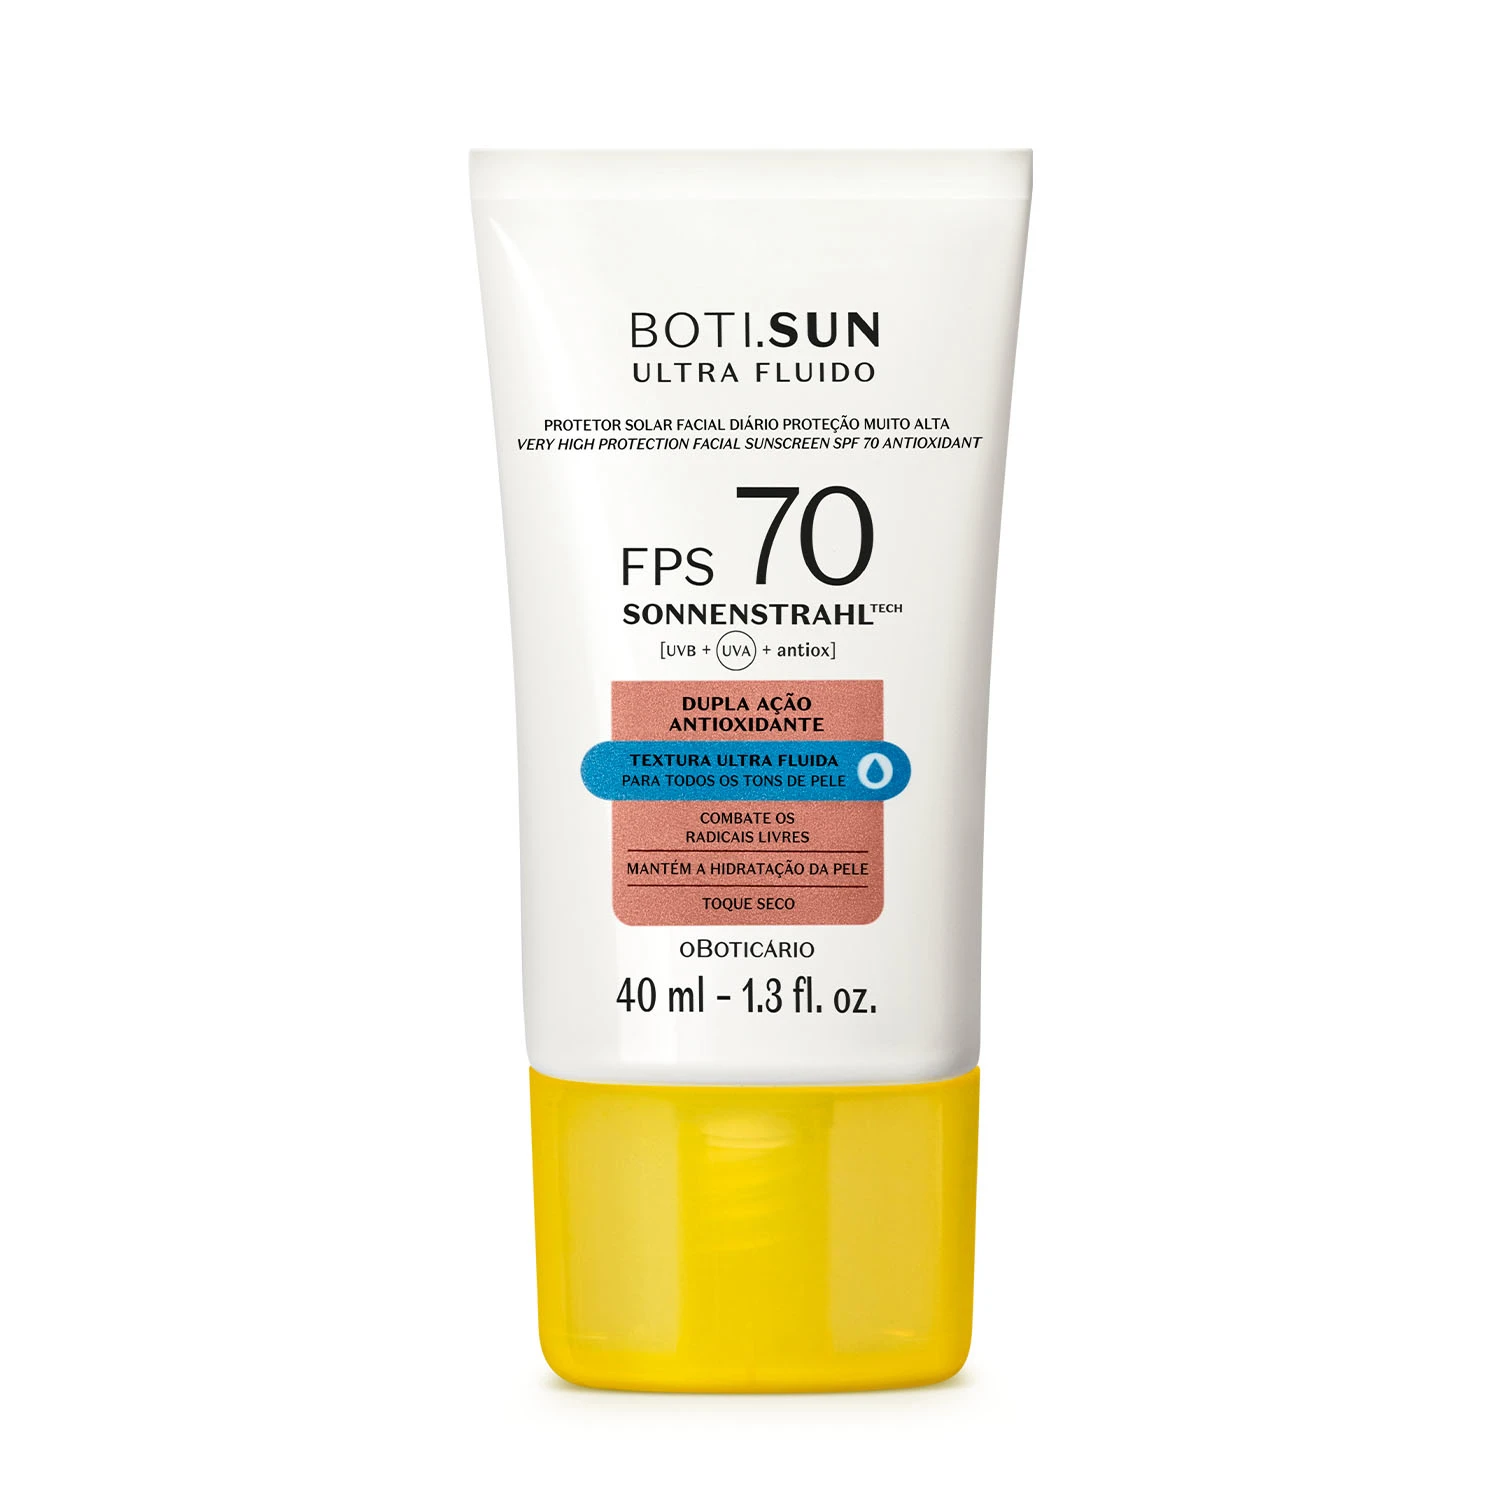 BOTI.SUN
ULTRA FLUIDO
PROTETOR SOLAR FACIAL DIÁRIO PROTEÇÃO MUITO ALTA
VERY HIGH PROTECTION FACIAL SUNSCREEN SPF 70 ANTIOXIDANT
FPS 70
SONNENSTRAHL TECH
[UVB + UVA + antiox]
DUPLA AÇÃO
ANTIOXIDANTE
TEXTURA ULTRA FLUIDA
PARA TODOS OS TONS DE PELE
COMBATE OS
RADICAIS LIVRES
MANTÉM A HIDRATAÇÃO DA PELE
TOQUE SECO
oBOTICÁRIO
40 ml - 1.3 fl. oz.